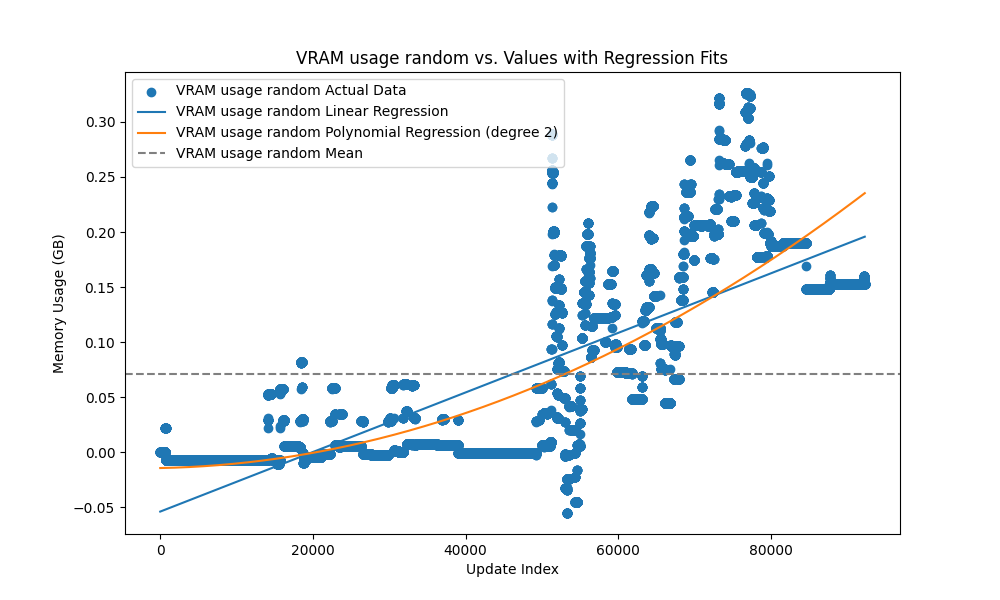 VRAM usage random vs. Values with Regression Fits
VRAM usage random Actual Data
VRAM usage random Linear Regression
VRAM usage random Polynomial Regression (degree 2)
VRAM usage random Mean
Memory Usage (GB)
0.30
0.25
0.20
0.15
0.10
0.05
0.00
−0.05
0
20000
40000
60000
80000
Update Index